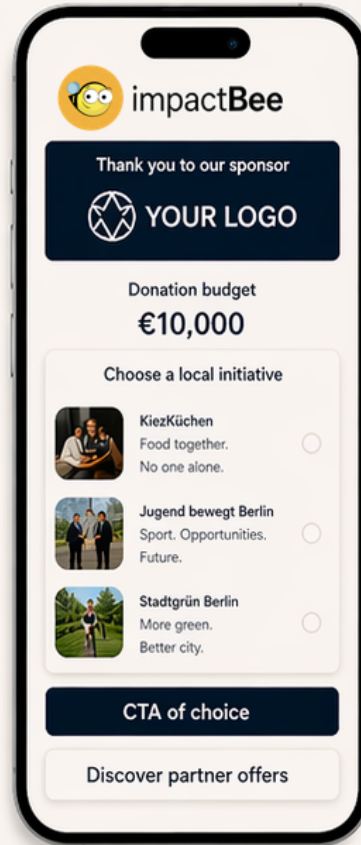 impactBee
Thank you to our sponsor
YOUR LOGO
Donation budget
€10,000
Choose a local initiative
KiezKüchen
Food together.
No one alone.
Jugend bewegt Berlin
Sport. Opportunities.
Future.
Stadtgrün Berlin
More green.
Better city.
CTA of choice
Discover partner offers